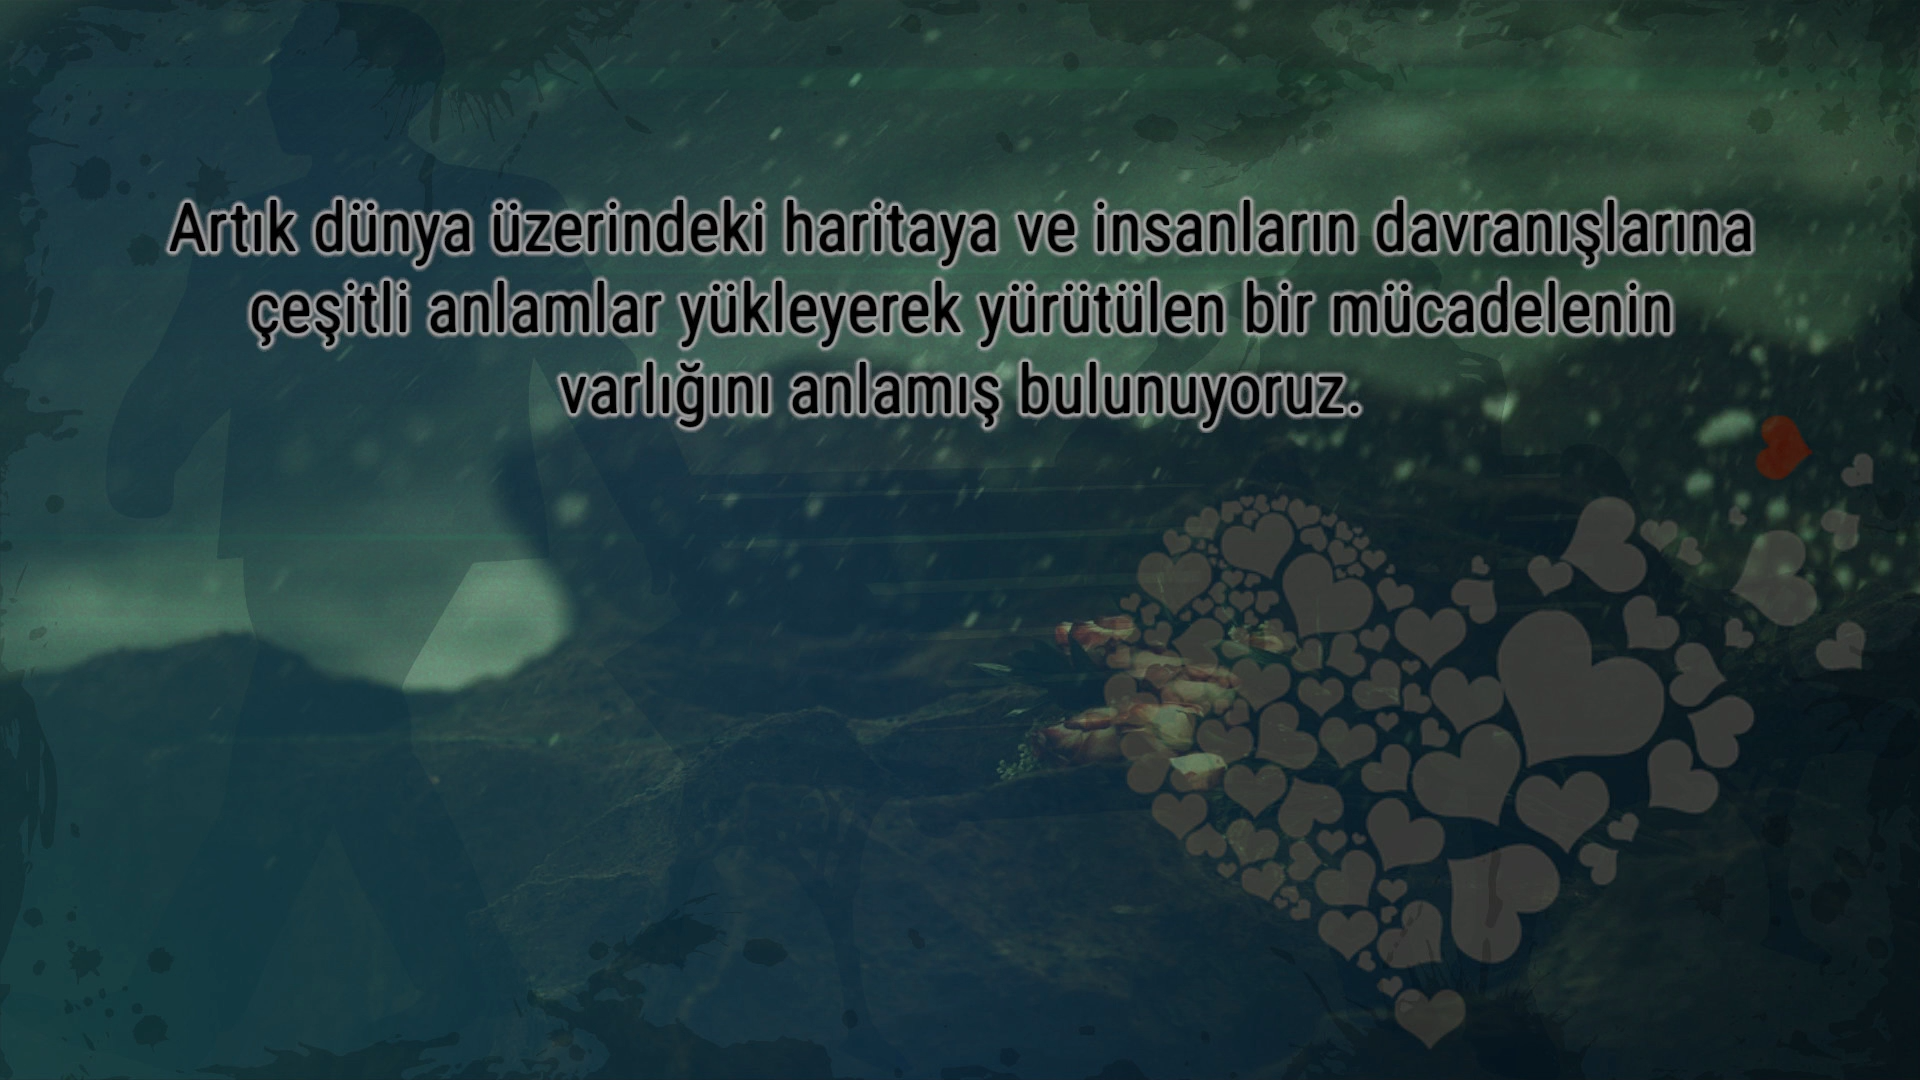 Artık dünya üzerindeki haritaya ve insanların davranışlarına
çeşitli anlamlar yükleyerek yürütülen bir mücadelenin
varlığını anlamış bulunuyoruz.